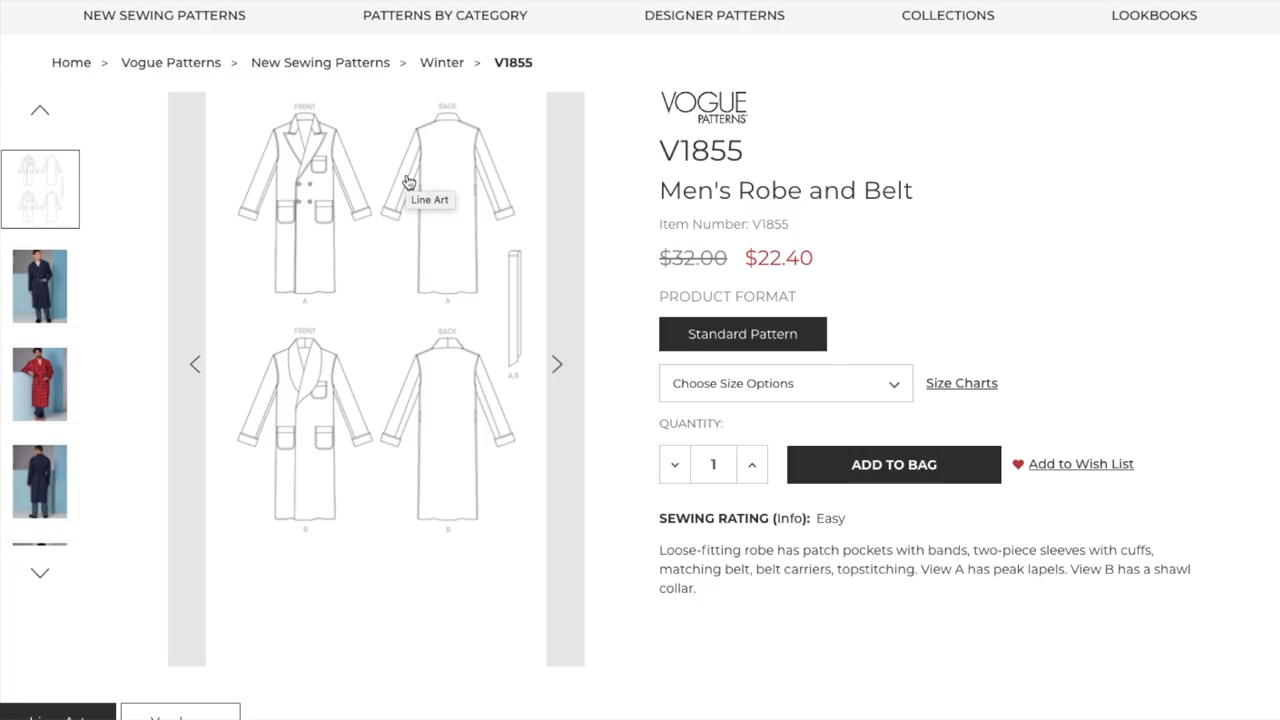 NEW SEWING PATTERNS PATTERNS BY CATEGORY DESIGNER PATTERNS COLLECTIONS LOOKBOOKS
Home > Vogue Patterns > New Sewing Patterns > Winter > V1855
FRONT BACK
Line Art
A A
FRONT BACK
A,B
B B
VOGUE
PATTERNS
V1855
Men's Robe and Belt
Item Number: V1855
$32.00 $22.40
PRODUCT FORMAT
Standard Pattern
Choose Size Options Size Charts
QUANTITY:
1 ADD TO BAG Add to Wish List
SEWING RATING (Info): Easy
Loose-fitting robe has patch pockets with bands, two-piece sleeves with cuffs,
matching belt, belt carriers, topstitching. View A has peak lapels. View B has a shawl
collar.